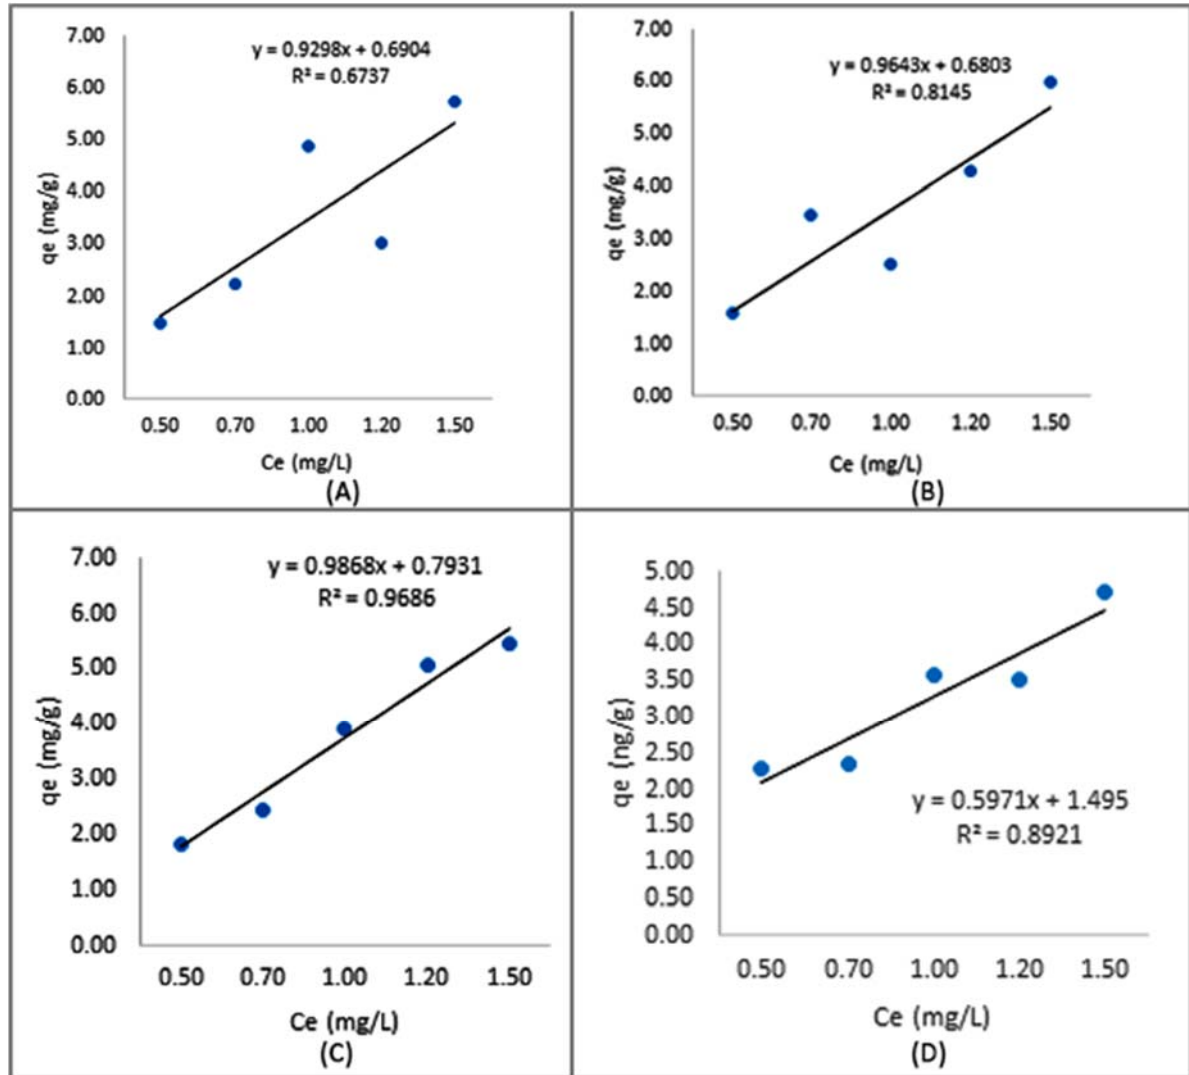 7.00
y = 0.9298x + 0.6904
R² = 0.6737
6.00
5.00
4.00
3.00
2.00
1.00
0.00
qe (mg/g)
0.50 0.70 1.00 1.20 1.50
Ce (mg/L)
(A)
7.00
y = 0.9643x + 0.6803
R² = 0.8145
6.00
5.00
4.00
3.00
2.00
1.00
0.00
qe (mg/g)
0.50 0.70 1.00 1.20 1.50
Ce (mg/L)
(B)
7.00
y = 0.9868x + 0.7931
R² = 0.9686
6.00
5.00
4.00
3.00
2.00
1.00
0.00
qe (mg/g)
0.50 0.70 1.00 1.20 1.50
Ce (mg/L)
(C)
5.00
4.50
4.00
3.50
3.00
2.50
2.00
y = 0.5971x + 1.495
1.50
R² = 0.8921
1.00
0.50
0.00
qe (ng/g)
0.50 0.70 1.00 1.20 1.50
Ce (mg/L)
(D)